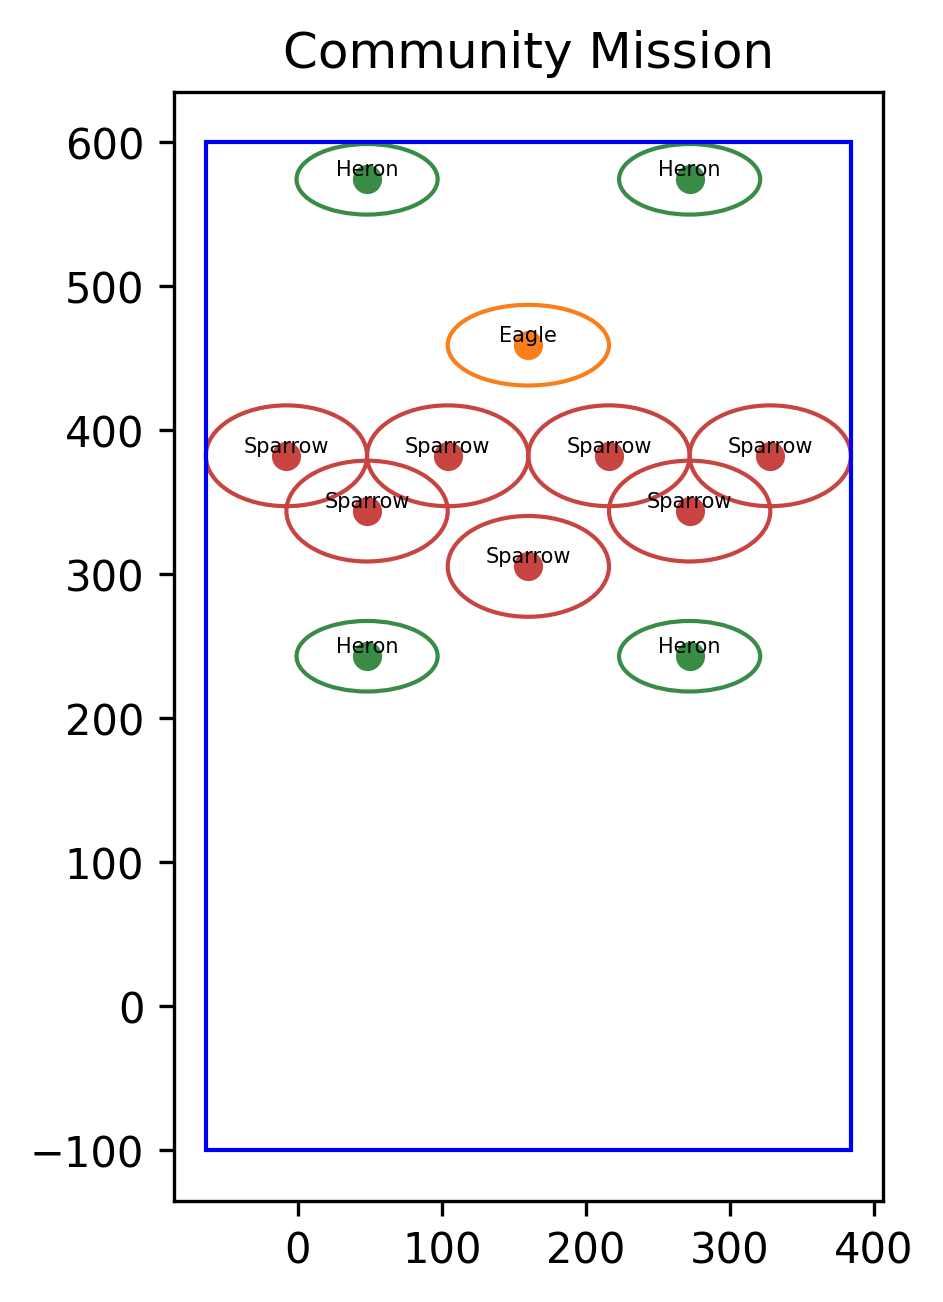 Community Mission
600
Heron Heron
500
Eagle
400
Sparrow Sparrow Sparrow Sparrow
Sparrow Sparrow
300
Sparrow
Heron Heron
200
100
0
−100
0 100 200 300 400